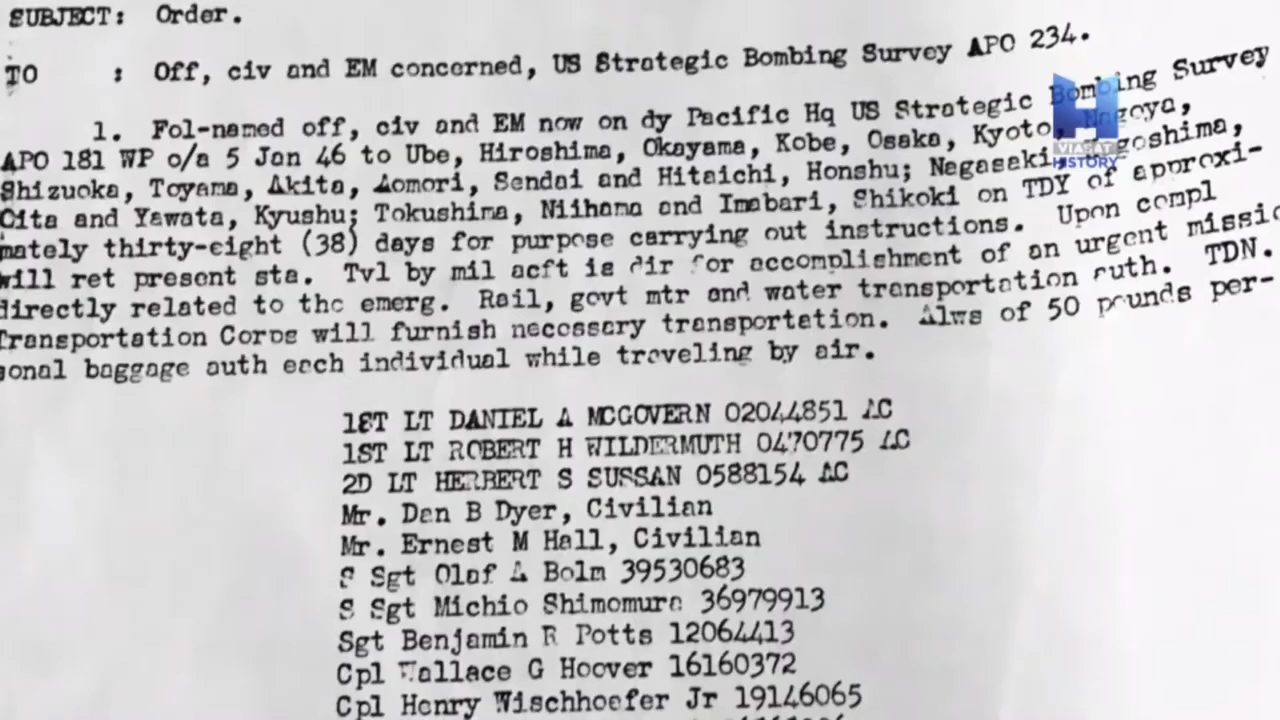 SUBJECT: Order.
TO : Off, civ and EM concerned, US Strategic Bombing Survey APO 234.
1. Fol-named off, civ and EM now on dy Pacific Hq US Strategic Bombing Survey
APO 181 WP o/a 5 Jan 46 to Ube, Hiroshima, Okayama, Kobe, Osaka, Kyoto, Nagoya,
Shizuoka, Toyama, Akita, Aomori, Sendai and Hitaichi, Honshu; Nagasaki, Kagoshima,
Oita and Yawata, Kyushu; Tokushima, Niihama and Imabari, Shikoki on TDY of approxi-
mately thirty-eight (38) days for purpose carrying out instructions. Upon compl
will ret present sta. Tvl by mil acft is dir for accomplishment of an urgent missio
directly related to the emerg. Rail, govt mtr and water transportation auth. TDN.
Transportation Corps will furnish necessary transportation. Alws of 50 pounds per-
sonal baggage auth each individual while traveling by air.
1ST LT DANIEL A MCGOVERN 02044851 AC
1ST LT ROBERT H WILDERMUTH 0470775 AC
2D LT HERBERT S SUSSAN 0588154 AC
Mr. Dan B Dyer, Civilian
Mr. Ernest M Hall, Civilian
S Sgt Olaf A Bolm 39530683
S Sgt Michio Shimomura 36979913
Sgt Benjamin R Potts 12064413
Cpl Wallace G Hoover 16160372
Cpl Henry Wischhoefer Jr 19146065
H
VIASAT
HISTORY